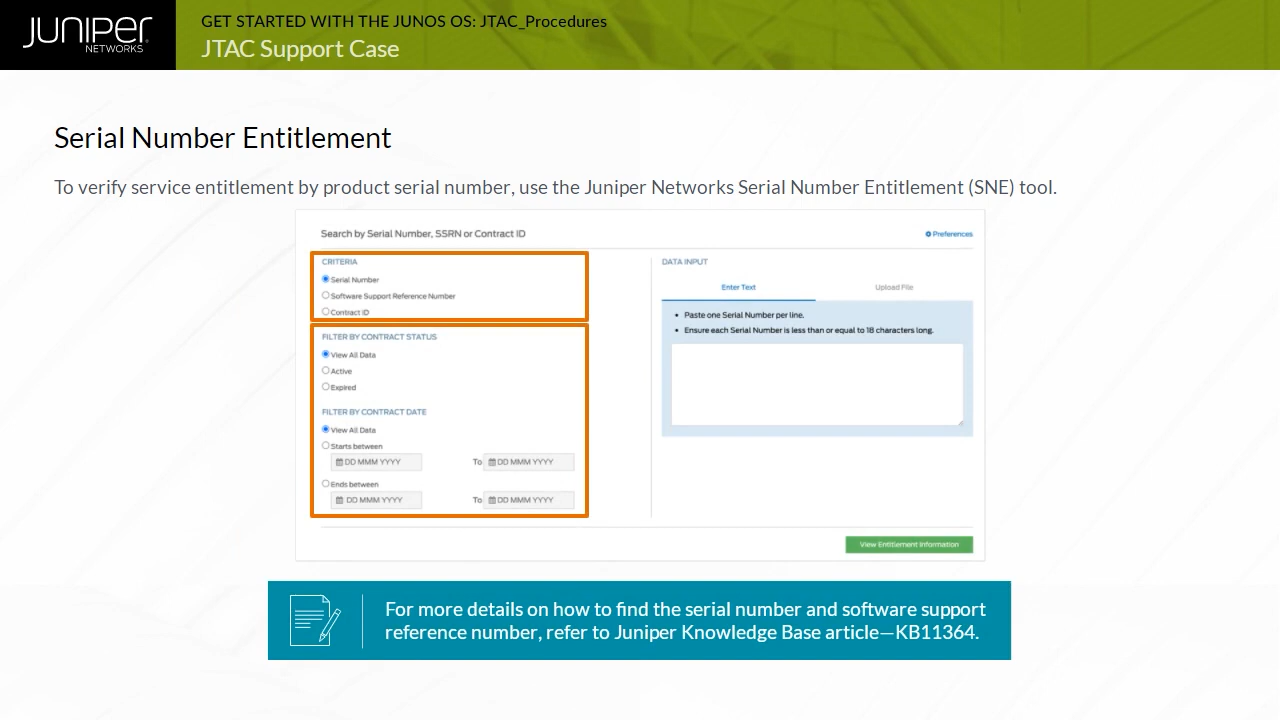 JUNIPEr
NETWORKS
GET STARTED WITH THE JUNOS OS: JTAC_Procedures
JTAC Support Case
Serial Number Entitlement
To verify service entitlement by product serial number, use the Juniper Networks Serial Number Entitlement (SNE) tool.
Search by Serial Number, SSRN or Contract ID
Preferences
CRITERIA
Serial Number
Software Support Reference Number
Contract ID
FILTER BY CONTRACT STATUS
View All Data
Active
Expired
FILTER BY CONTRACT DATE
View All Data
Starts between
DD MMM YYYY To DD MMM YYYY
Ends between
DD MMM YYYY To DD MMM YYYY
DATA INPUT
Enter Text Upload File
• Paste one Serial Number per line.
• Ensure each Serial Number is less than or equal to 18 characters long.
View Entitlement Information
For more details on how to find the serial number and software support
reference number, refer to Juniper Knowledge Base article—KB11364.